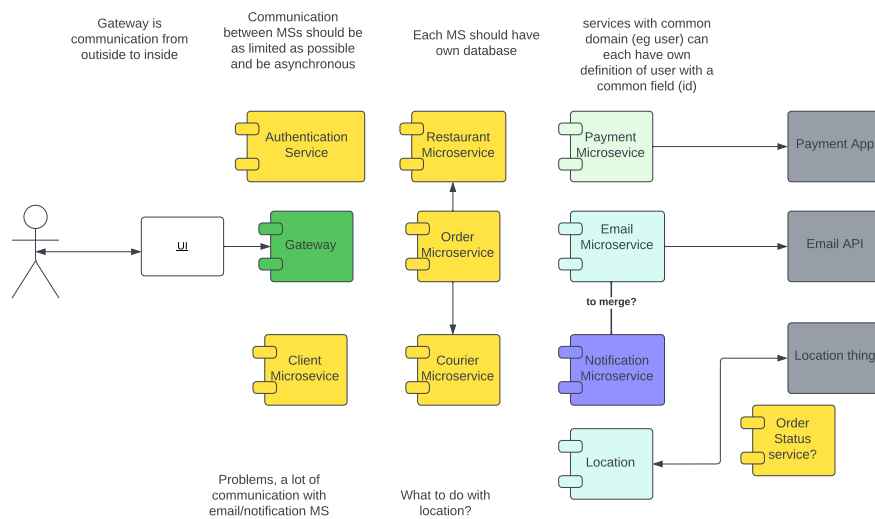 Gateway is
communication from
outiside to inside
Communication
between MSs should be
as limited as possible
and be asynchronous
Each MS should have
own database
services with common
domain (eg user) can
each have own
definition of user with a
common field (id)
Authentication
Service
Restaurant
Microservice
Payment
Microsevice
Payment App
UI
Gateway
Order
Microservice
Email
Microservice
Email API
to merge?
Client
Microsevice
Courier
Microservice
Notification
Microservice
Location thing
Order
Status
service?
Location
Problems, a lot of
communication with
email/notification MS
What to do with
location?